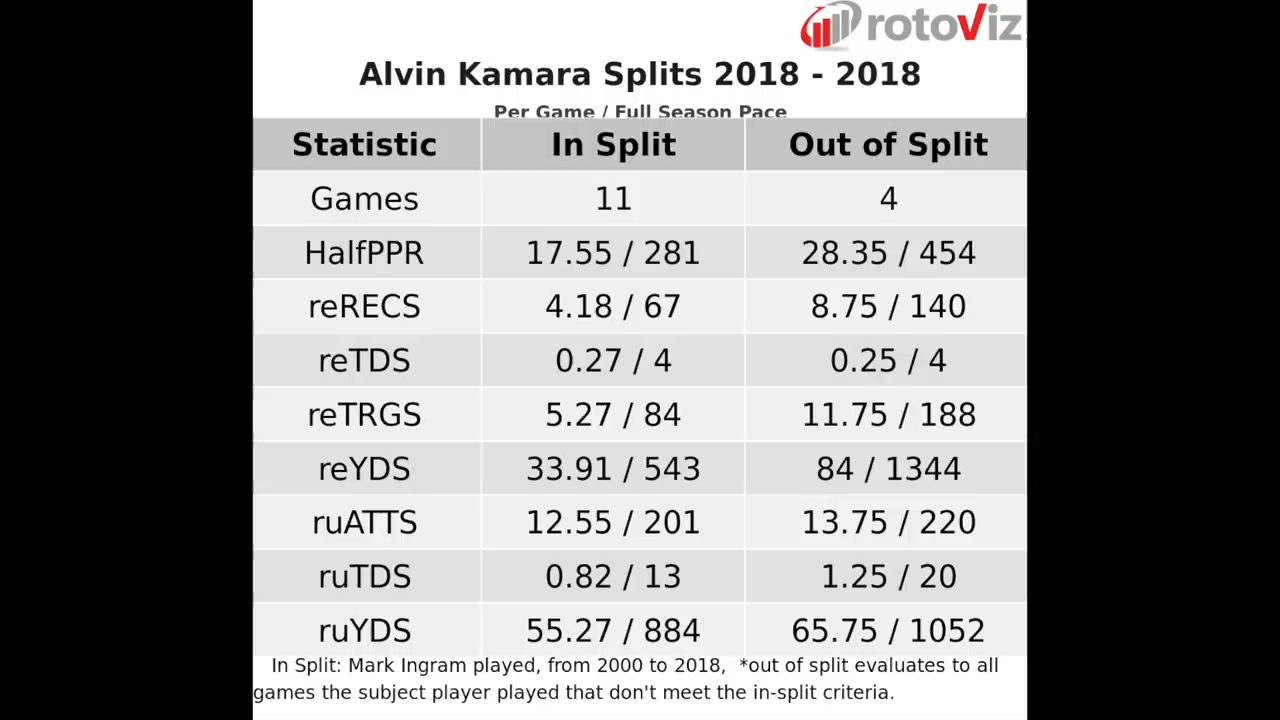 rotoViz
Alvin Kamara Splits 2018 - 2018
Per Game / Full Season Pace
Statistic In Split Out of Split
Games 11 4
HalfPPR 17.55 / 281 28.35 / 454
reRECS 4.18 / 67 8.75 / 140
reTDS 0.27 / 4 0.25 / 4
reTRGS 5.27 / 84 11.75 / 188
reYDS 33.91 / 543 84 / 1344
ruATTS 12.55 / 201 13.75 / 220
ruTDS 0.82 / 13 1.25 / 20
ruYDS 55.27 / 884 65.75 / 1052
In Split: Mark Ingram played, from 2000 to 2018, *out of split evaluates to all
games the subject player played that don't meet the in-split criteria.